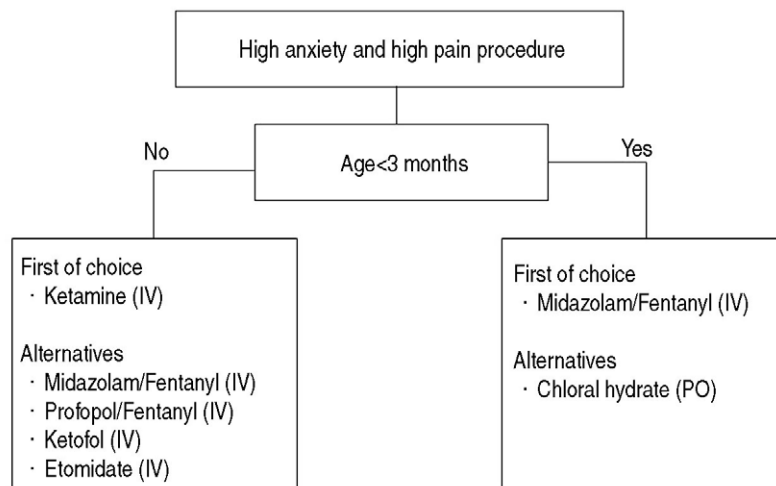 High anxiety and high pain procedure
No
Age<3 months
Yes
First of choice
· Ketamine (IV)
Alternatives
· Midazolam/Fentanyl (IV)
· Profopol/Fentanyl (IV)
· Ketofol (IV)
· Etomidate (IV)
First of choice
· Midazolam/Fentanyl (IV)
Alternatives
· Chloral hydrate (PO)